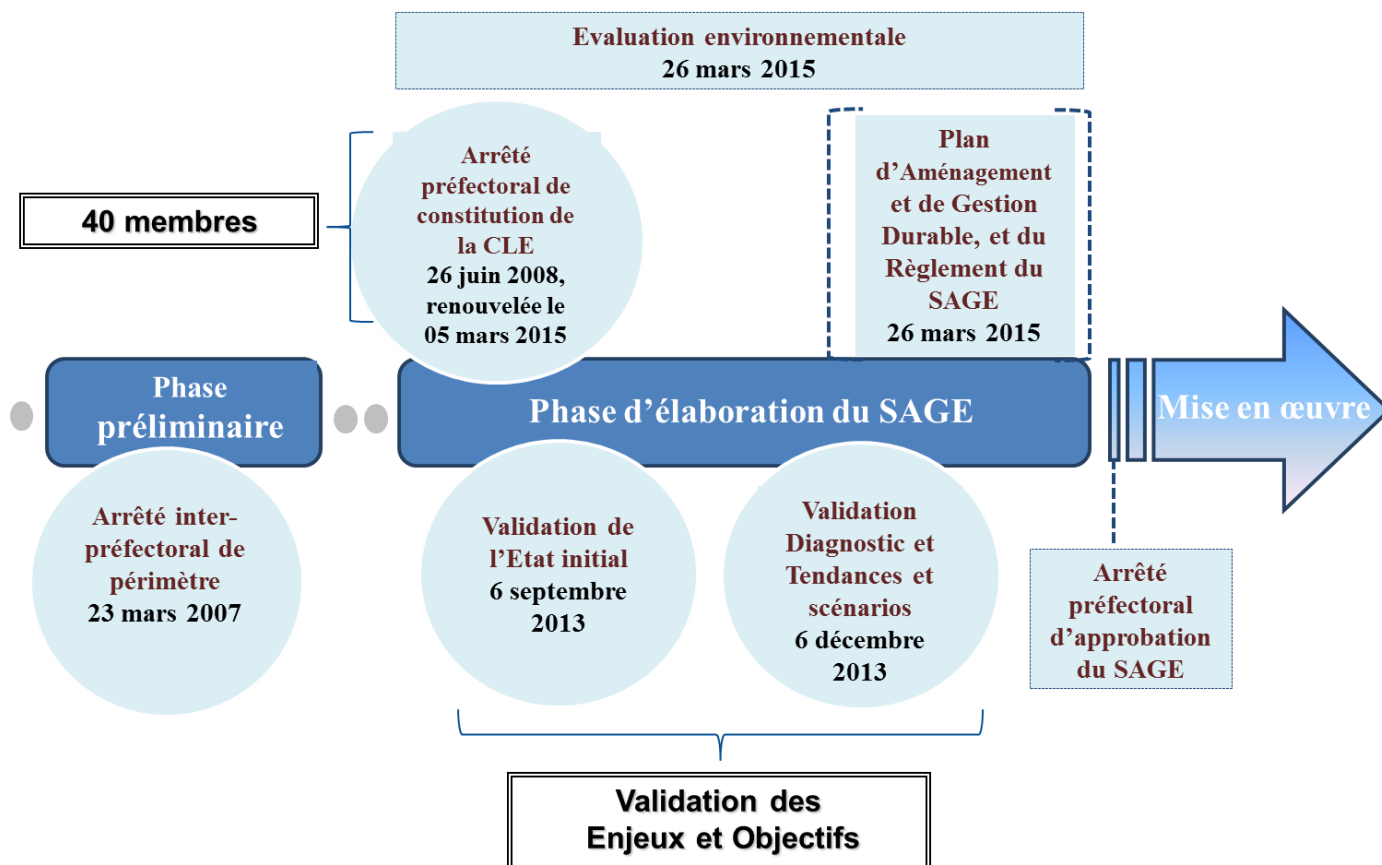 Evaluation environnementale
26 mars 2015
40 membres
Arrêté
préfectoral de
constitution de
la CLE
26 juin 2008,
renouvelée le
05 mars 2015
Plan
d’Aménagement
et de Gestion
Durable, et du
Règlement du
SAGE
26 mars 2015
Phase
préliminaire
Phase d’élaboration du SAGE
Mise en œuvre
Arrêté inter-
préfectoral de
périmètre
23 mars 2007
Validation de
l’Etat initial
6 septembre
2013
Validation
Diagnostic et
Tendances et
scénarios
6 décembre
2013
Arrêté
préfectoral
d’approbation
du SAGE
Validation des
Enjeux et Objectifs